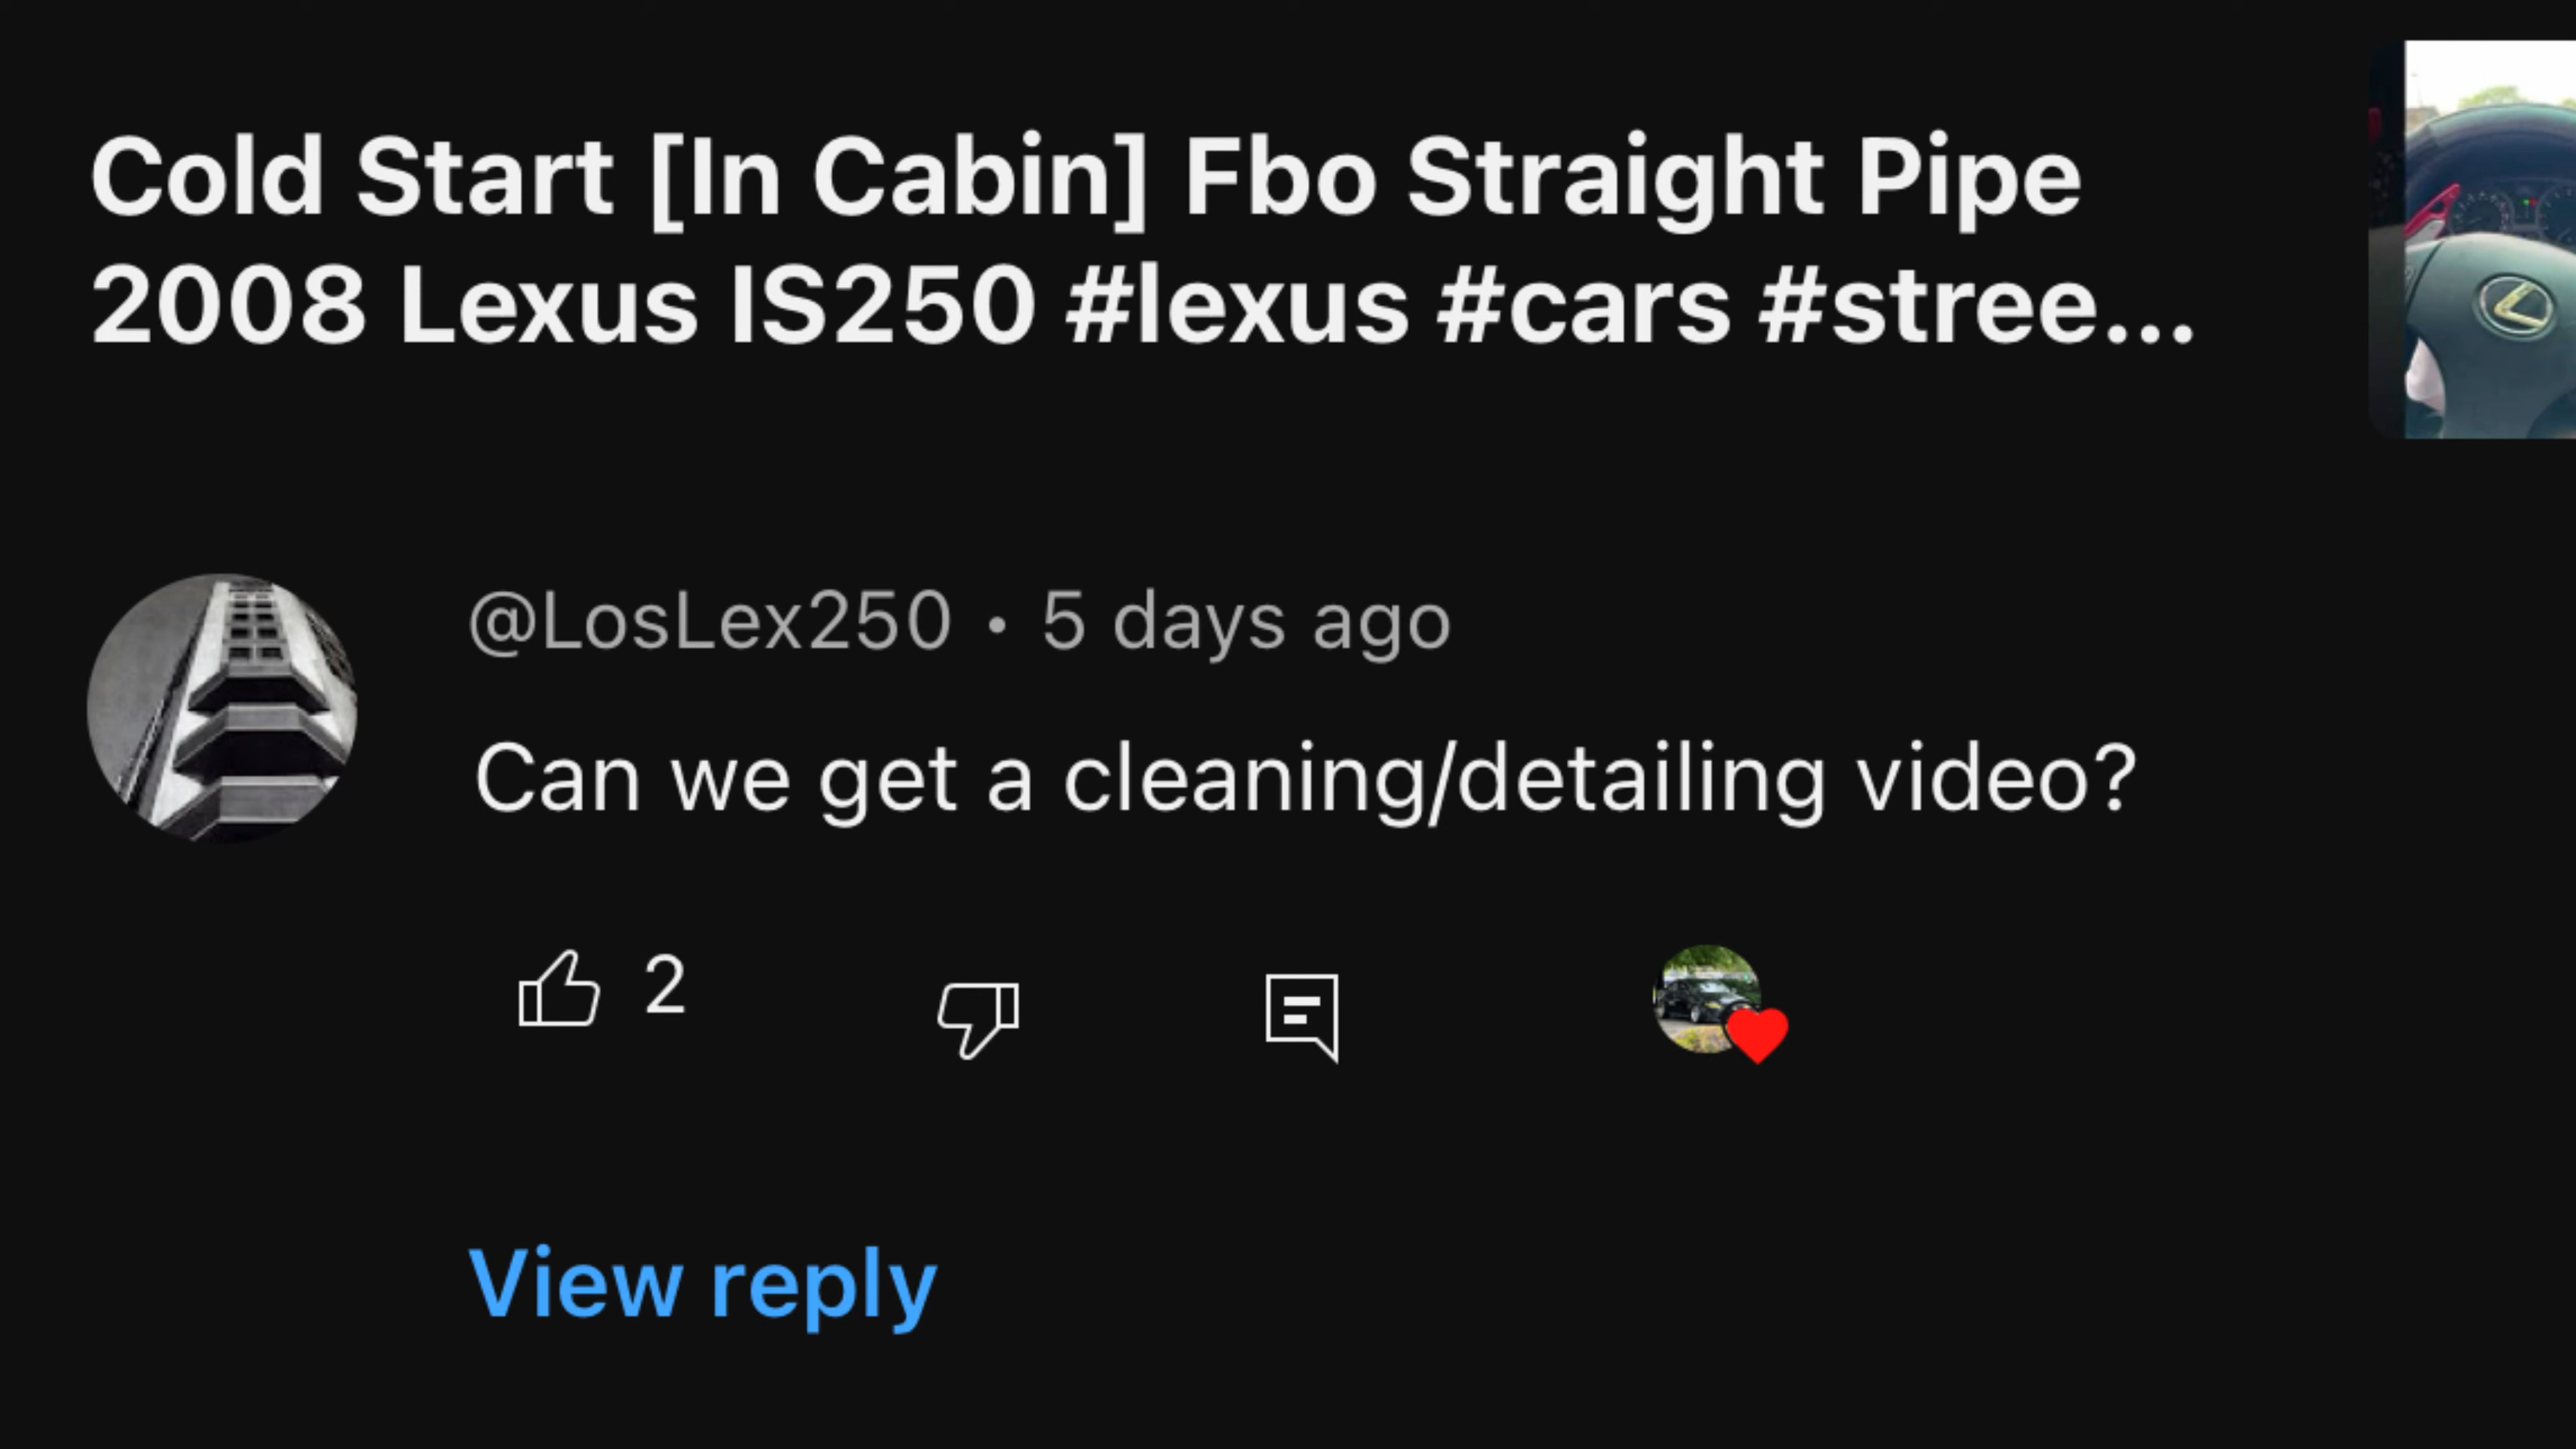 Cold Start [In Cabin] Fbo Straight Pipe
2008 Lexus IS250 #lexus #cars #stree...
@LosLex250 • 5 days ago
Can we get a cleaning/detailing video?
2
View reply